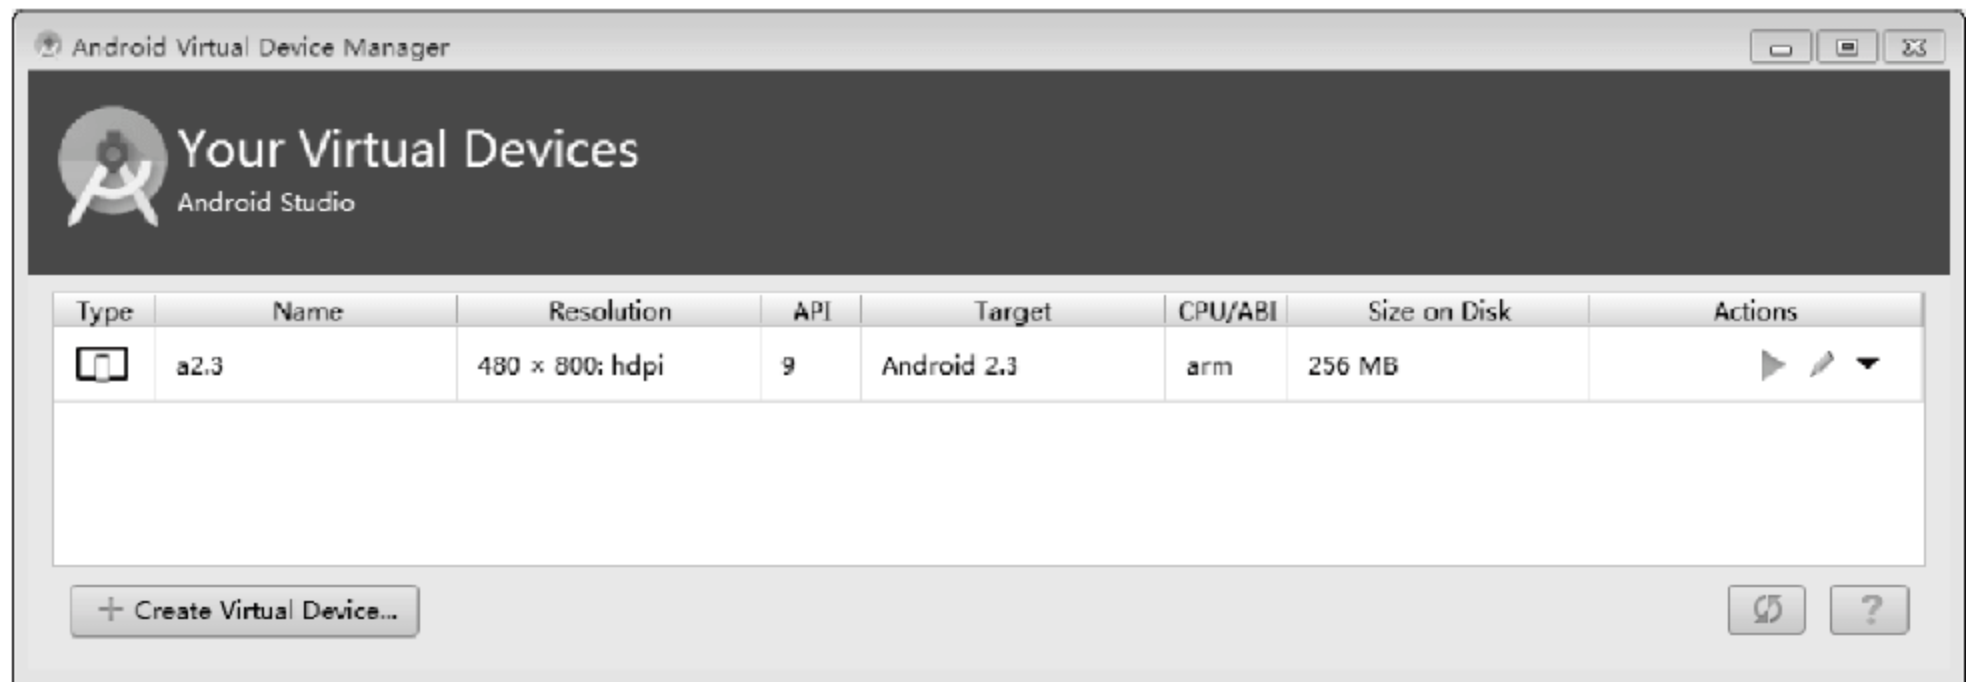 Android Virtual Device Manager
Your Virtual Devices
Android Studio
Type Name Resolution API Target CPU/ABI Size on Disk Actions
a2.3 480 × 800: hdpi 9 Android 2.3 arm 256 MB
+ Create Virtual Device... ?